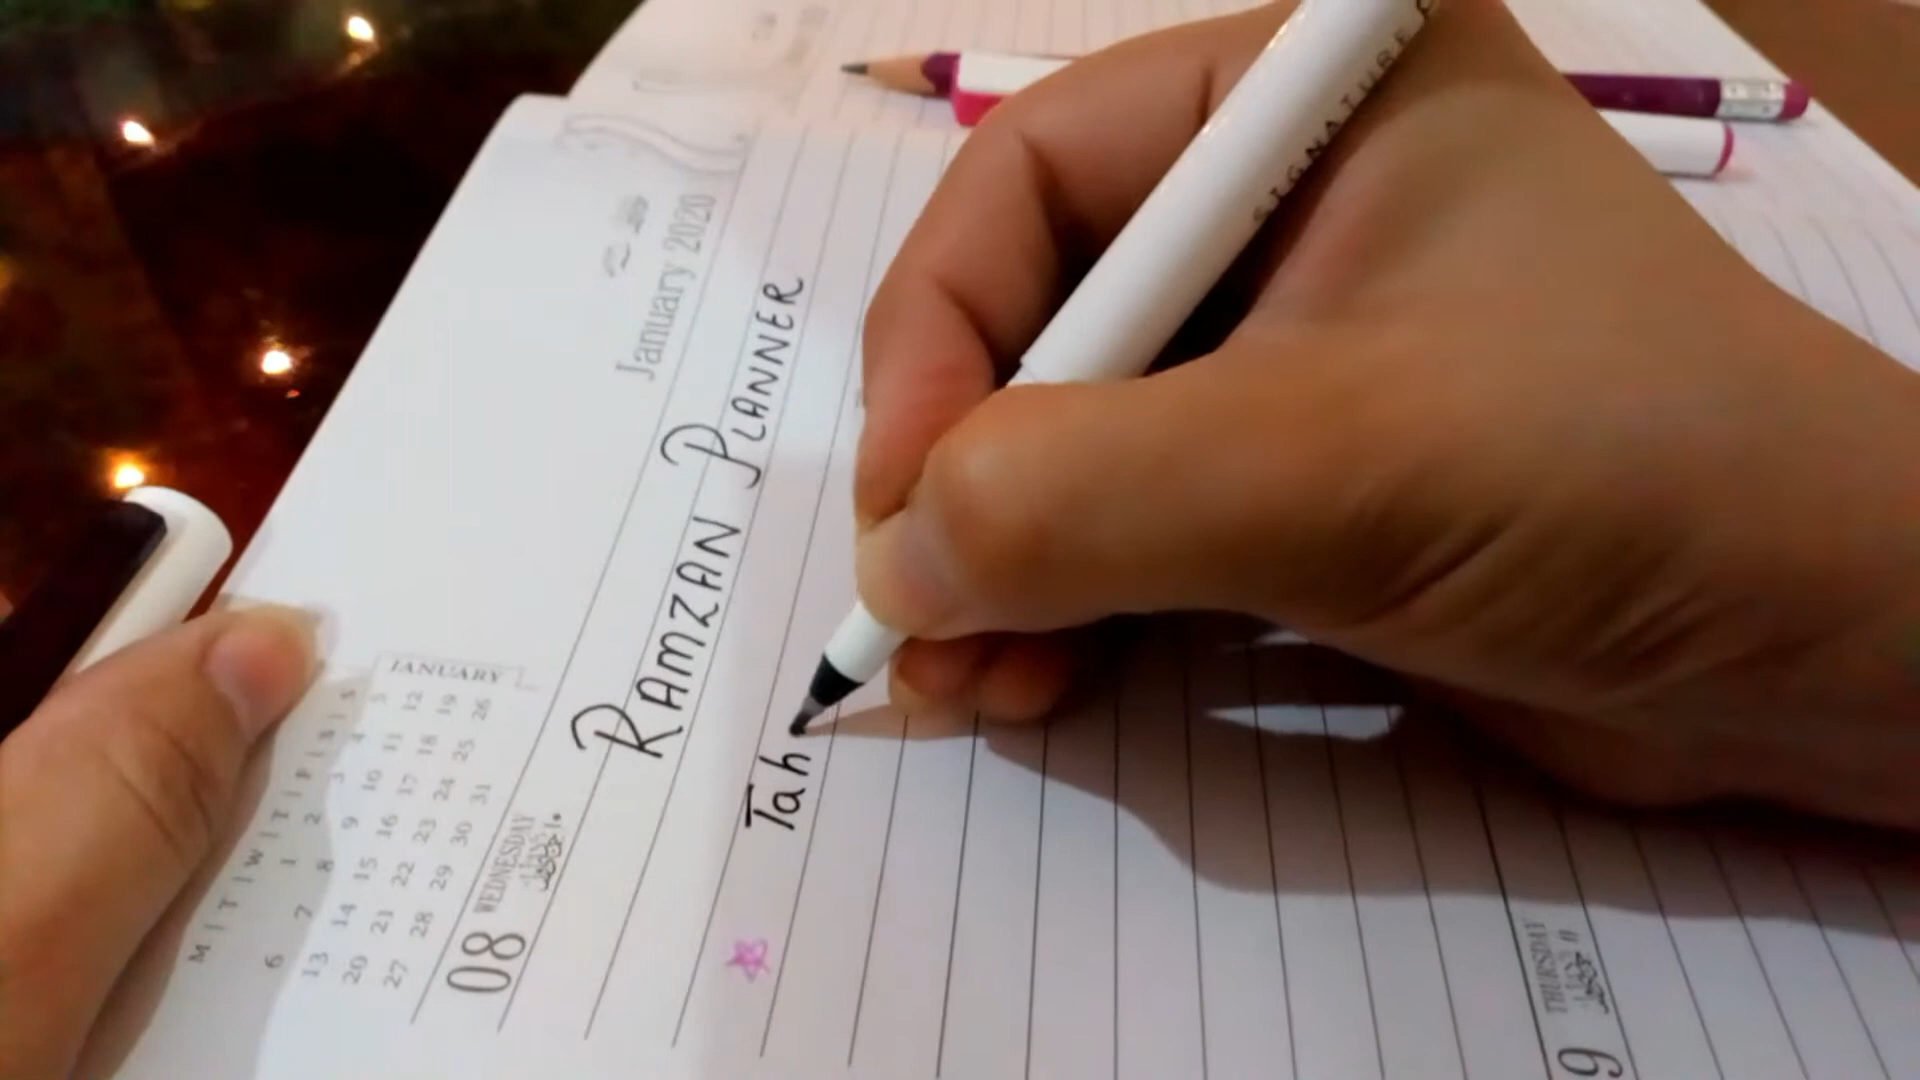 January 2020
JANUARY
M | T | W | T | F | S | S
1 2 3 4 5
6 7 8 9 10 11 12
13 14 15 16 17 18 19
20 21 22 23 24 25 26
27 28 29 30 31
08 WEDNESDAY
RAMZAN PLANNER
Tah
THURSDAY
SIGNATURE